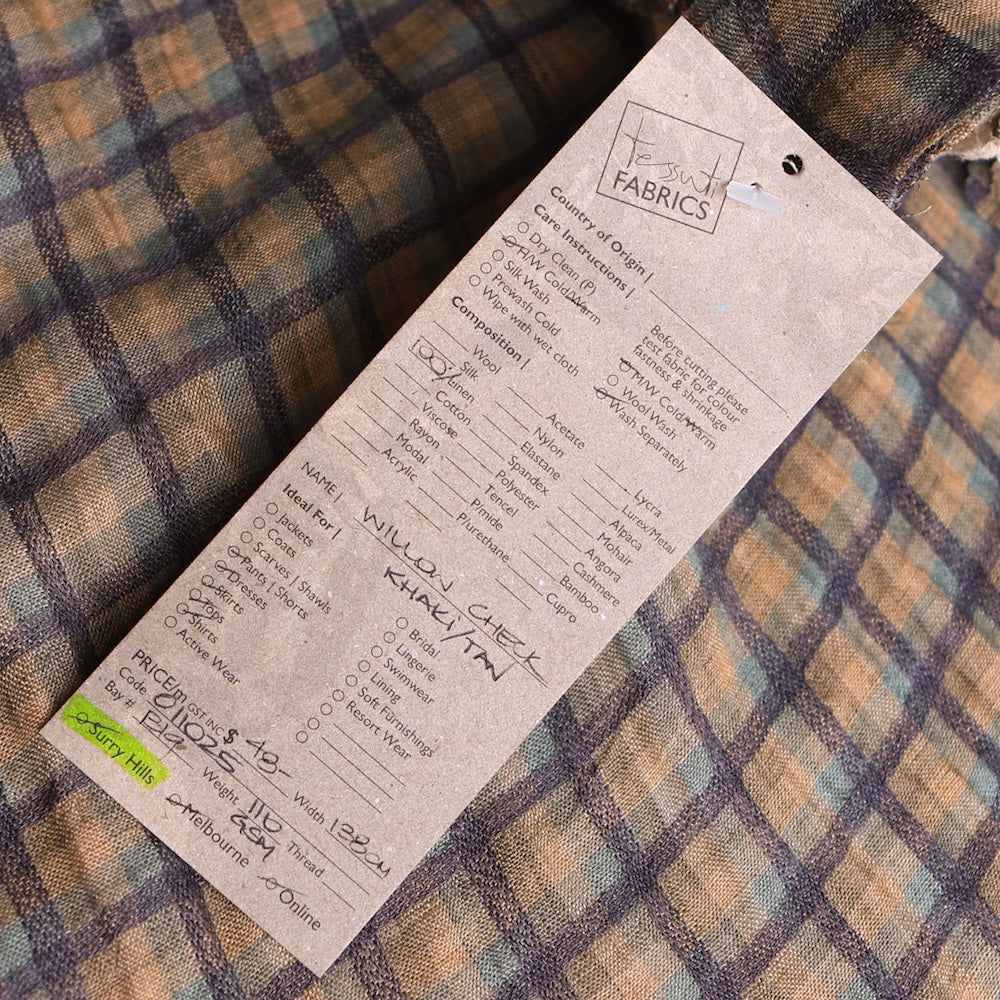 Tessuti
FABRICS
Country of Origin |
Care Instructions |
Dry Clean (P)
H/W Cold/Warm
Silk Wash
Prewash Cold
Wipe with wet cloth
Before cutting please
test fabric for colour
fastness & shrinkage
H/W Cold/Warm
Wool Wash
Wash Separately
Composition |
Wool
Silk
100% Linen
Cotton
Viscose
Rayon
Modal
Acrylic
Acetate
Nylon
Elastane
Spandex
Polyester
Tencel
Pimide
Plurethane
Lycra
Lurex/Metal
Alpaca
Mohair
Angora
Cashmere
Bamboo
Cupro
NAME | WILLOW CHECK
KHAKI/TAN
Ideal For |
Jackets
Coats
Scarves | Shawls
Pants | Shorts
Dresses
Skirts
Tops
Shirts
Active Wear
Bridal
Lingerie
Swimwear
Lining
Soft Furnishings
Resort Wear
PRICE/m GST INC $ 48-
Code 811025 Width 138cm
Bay # Weight 110 GSM Thread
Surry Hills
Melbourne
Online